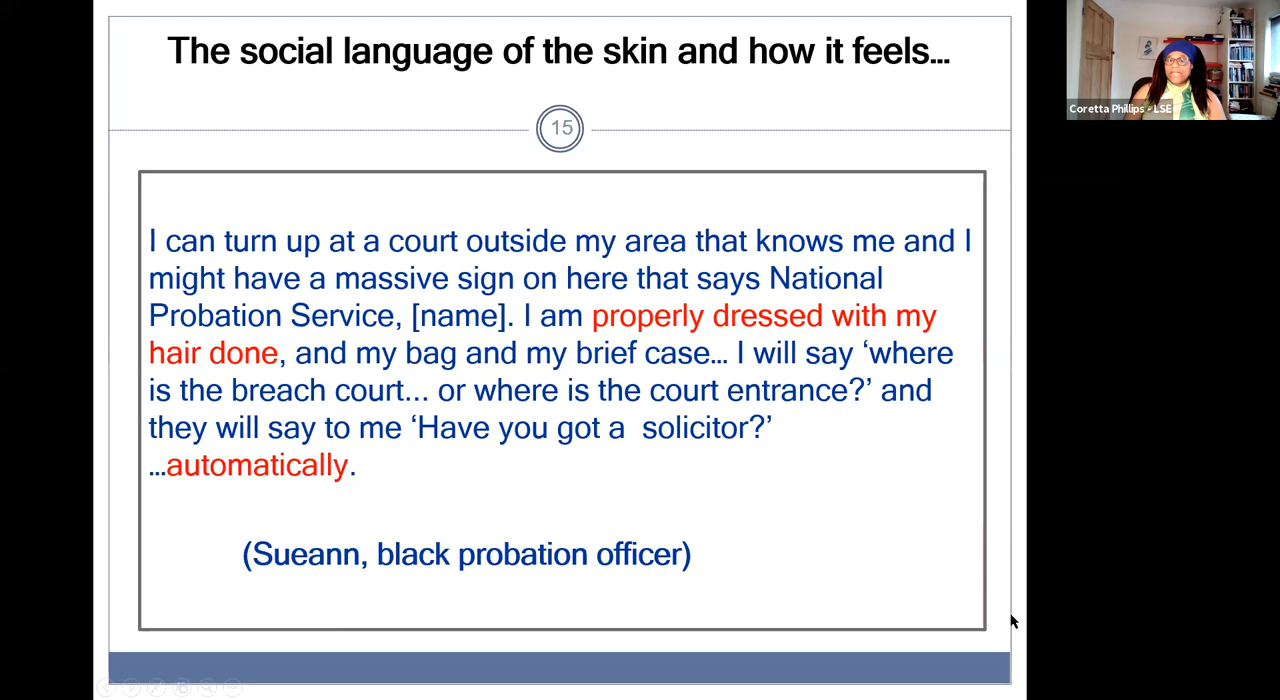 The social language of the skin and how it feels...
15
I can turn up at a court outside my area that knows me and I
might have a massive sign on here that says National
Probation Service, [name]. I am properly dressed with my
hair done, and my bag and my brief case... I will say ‘where
is the breach court... or where is the court entrance?’ and
they will say to me ‘Have you got a  solicitor?’
...automatically.
(Sueann, black probation officer)
Coretta Phillips - LSE